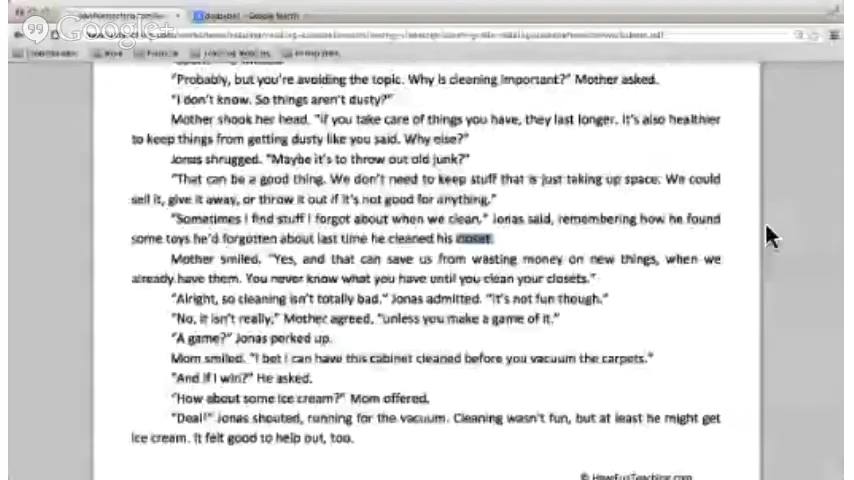 Google+
dodgeball - Google Search
"Probably, but you're avoiding the topic. Why is cleaning important?" Mother asked.
"I don't know. So things aren't dusty?"
Mother shook her head. "If you take care of things you have, they last longer. It's also healthier
to keep things from getting dusty like you said. Why else?"
Jonas shrugged. "Maybe it's to throw out old junk?"
"That can be a good thing. We don't need to keep stuff that is just taking up space. We could
sell it, give it away, or throw it out if it's not good for anything."
"Sometimes I find stuff I forgot about when we clean," Jonas said, remembering how he found
some toys he'd forgotten about last time he cleaned his closet.
Mother smiled. "Yes, and that can save us from wasting money on new things, when we
already have them. You never know what you have until you clean your closets."
"Alright, so cleaning isn't totally bad," Jonas admitted. "It's not fun though."
"No, it isn't really," Mother agreed, "unless you make a game of it."
"A game?" Jonas perked up.
Mom smiled. "I bet I can have this cabinet cleaned before you vacuum the carpets."
"And if I win?" He asked.
"How about some ice cream?" Mom offered.
"Deal!" Jonas shouted, running for the vacuum. Cleaning wasn't fun, but at least he might get
ice cream. It felt good to help out, too.
© HaveFunTeaching.com